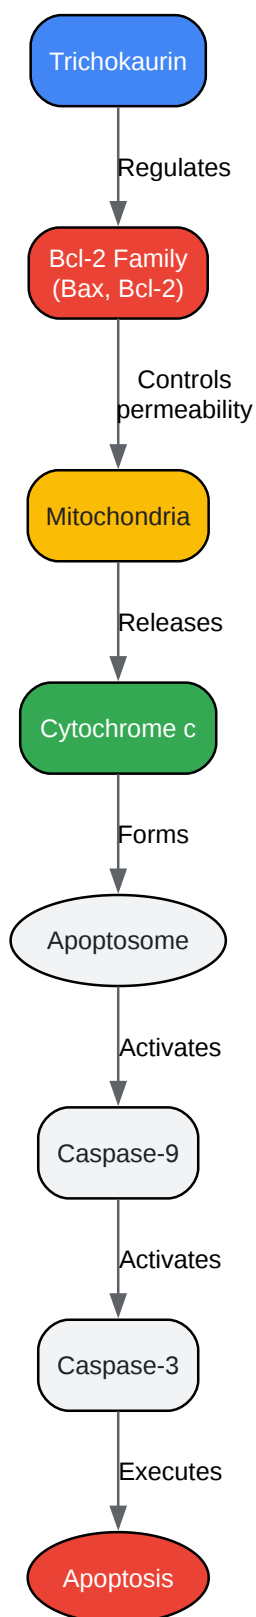 Trichokaurin
Regulates
Bcl-2 Family
(Bax, Bcl-2)
Controls
permeability
Mitochondria
Releases
Cytochrome c
Forms
Apoptosome
Activates
Caspase-9
Activates
Caspase-3
Executes
Apoptosis